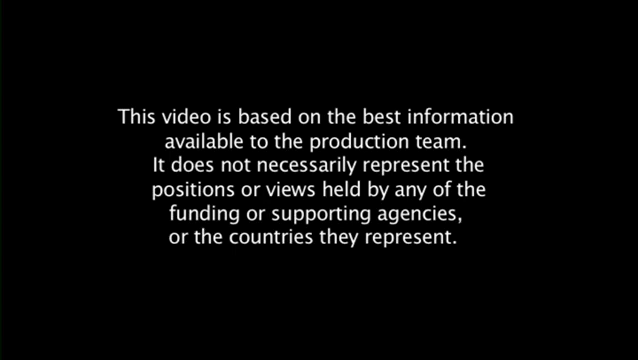 This video is based on the best information
available to the production team.
It does not necessarily represent the
positions or views held by any of the
funding or supporting agencies,
or the countries they represent.